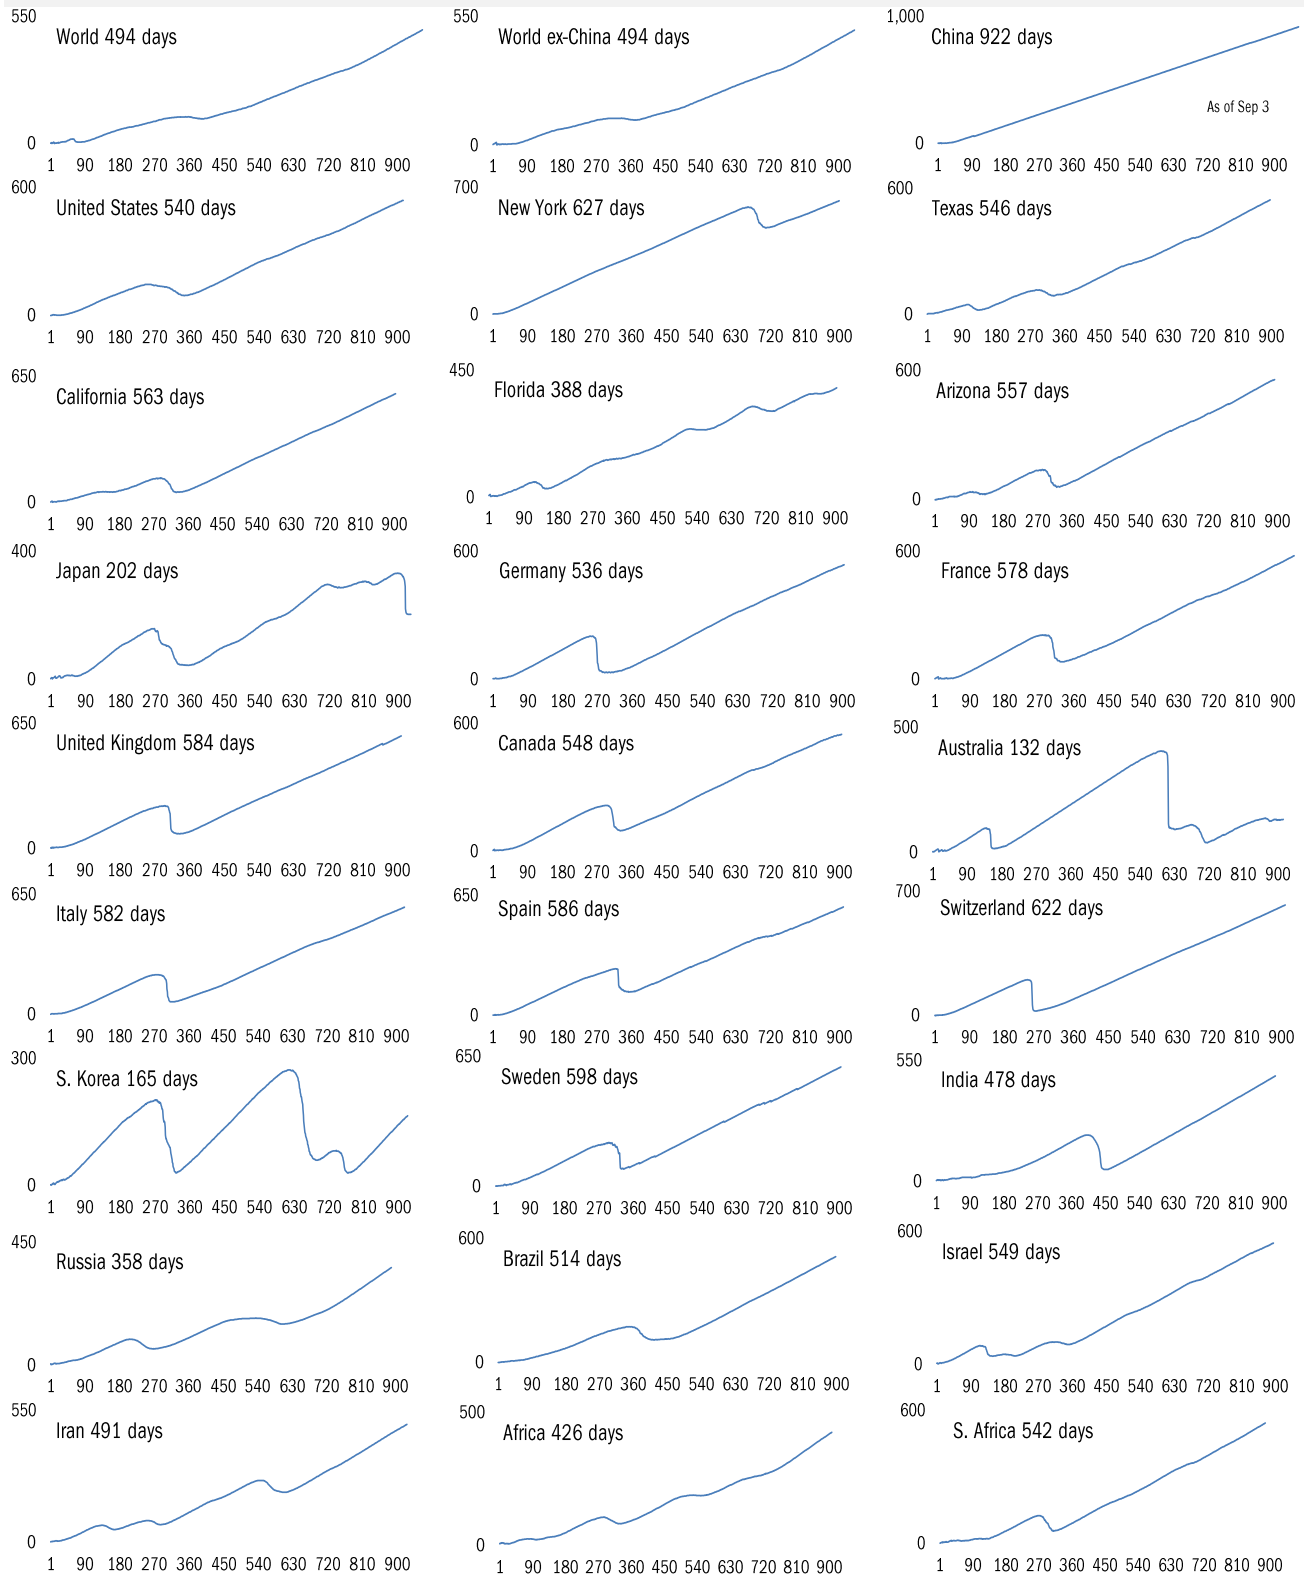 550
World 494 days
0
1 90 180 270 360 450 540 630 720 810 900
550
World ex-China 494 days
0
1 90 180 270 360 450 540 630 720 810 900
1,000
China 922 days
As of Sep 3
0
1 90 180 270 360 450 540 630 720 810 900
600
United States 540 days
0
1 90 180 270 360 450 540 630 720 810 900
700
New York 627 days
0
1 90 180 270 360 450 540 630 720 810 900
600
Texas 546 days
0
1 90 180 270 360 450 540 630 720 810 900
650
California 563 days
0
1 90 180 270 360 450 540 630 720 810 900
450
Florida 388 days
0
1 90 180 270 360 450 540 630 720 810 900
600
Arizona 557 days
0
1 90 180 270 360 450 540 630 720 810 900
400
Japan 202 days
0
1 90 180 270 360 450 540 630 720 810 900
600
Germany 536 days
0
1 90 180 270 360 450 540 630 720 810 900
600
France 578 days
0
1 90 180 270 360 450 540 630 720 810 900
650
United Kingdom 584 days
0
1 90 180 270 360 450 540 630 720 810 900
600
Canada 548 days
0
1 90 180 270 360 450 540 630 720 810 900
500
Australia 132 days
0
1 90 180 270 360 450 540 630 720 810 900
650
Italy 582 days
0
1 90 180 270 360 450 540 630 720 810 900
650
Spain 586 days
0
1 90 180 270 360 450 540 630 720 810 900
700
Switzerland 622 days
0
1 90 180 270 360 450 540 630 720 810 900
300
S. Korea 165 days
0
1 90 180 270 360 450 540 630 720 810 900
650
Sweden 598 days
0
1 90 180 270 360 450 540 630 720 810 900
550
India 478 days
0
1 90 180 270 360 450 540 630 720 810 900
450
Russia 358 days
0
1 90 180 270 360 450 540 630 720 810 900
600
Brazil 514 days
0
1 90 180 270 360 450 540 630 720 810 900
600
Israel 549 days
0
1 90 180 270 360 450 540 630 720 810 900
550
Iran 491 days
0
1 90 180 270 360 450 540 630 720 810 900
500
Africa 426 days
0
1 90 180 270 360 450 540 630 720 810 900
600
S. Africa 542 days
0
1 90 180 270 360 450 540 630 720 810 900